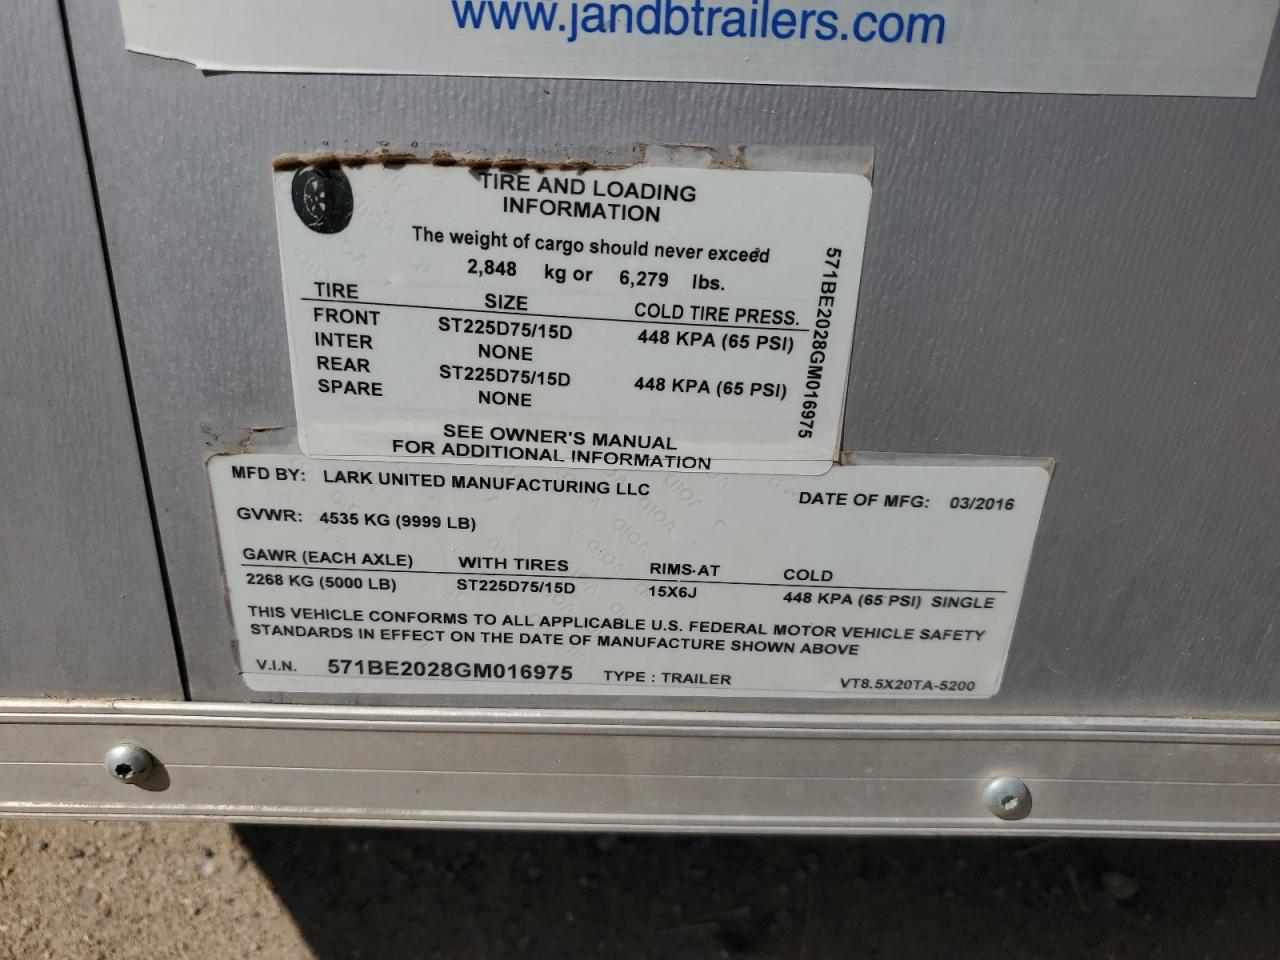 www.jandbtrailers.com
TIRE AND LOADING
INFORMATION
The weight of cargo should never exceed
2,848 kg or 6,279 lbs.
TIRE SIZE COLD TIRE PRESS.
FRONT ST225D75/15D 448 KPA (65 PSI)
INTER NONE
REAR ST225D75/15D 448 KPA (65 PSI)
SPARE NONE
SEE OWNER'S MANUAL
FOR ADDITIONAL INFORMATION
571BE2028GM016975
MFD BY: LARK UNITED MANUFACTURING LLC DATE OF MFG: 03/2016
GVWR: 4535 KG (9999 LB)
GAWR (EACH AXLE) WITH TIRES RIMS-AT COLD
2268 KG (5000 LB) ST225D75/15D 15X6J 448 KPA (65 PSI) SINGLE
THIS VEHICLE CONFORMS TO ALL APPLICABLE U.S. FEDERAL MOTOR VEHICLE SAFETY
STANDARDS IN EFFECT ON THE DATE OF MANUFACTURE SHOWN ABOVE
V.I.N. 571BE2028GM016975 TYPE : TRAILER VT8.5X20TA-5200